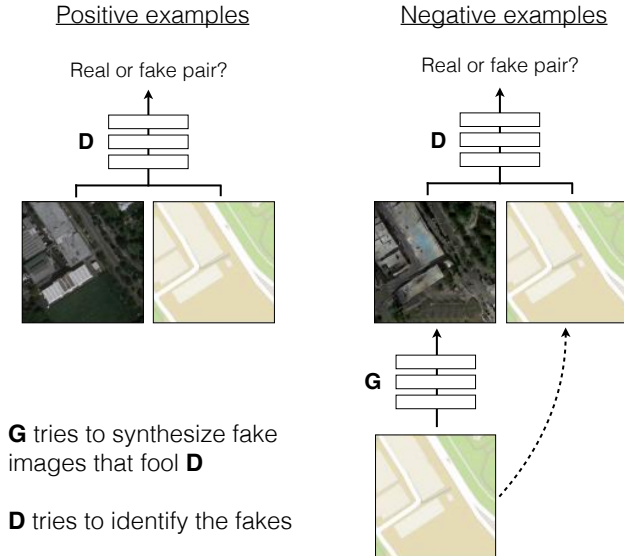 Positive examples
Real or fake pair?
D
Negative examples
Real or fake pair?
D
G
G tries to synthesize fake
images that fool D
D tries to identify the fakes